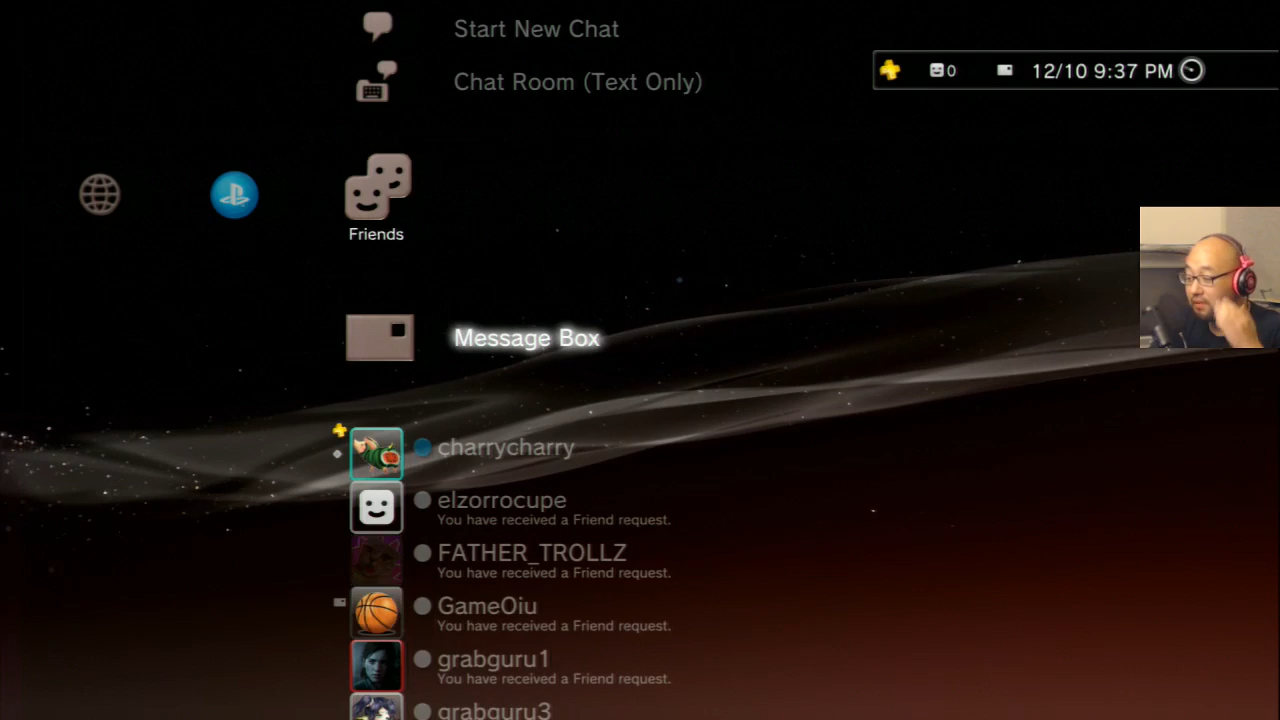 Start New Chat
Chat Room (Text Only)
0 12/10 9:37 PM
Friends
Message Box
charrycharry
elzorrocupe
You have received a Friend request.
FATHER_TROLLZ
You have received a Friend request.
GameOiu
You have received a Friend request.
grabguru1
You have received a Friend request.
grabguru3